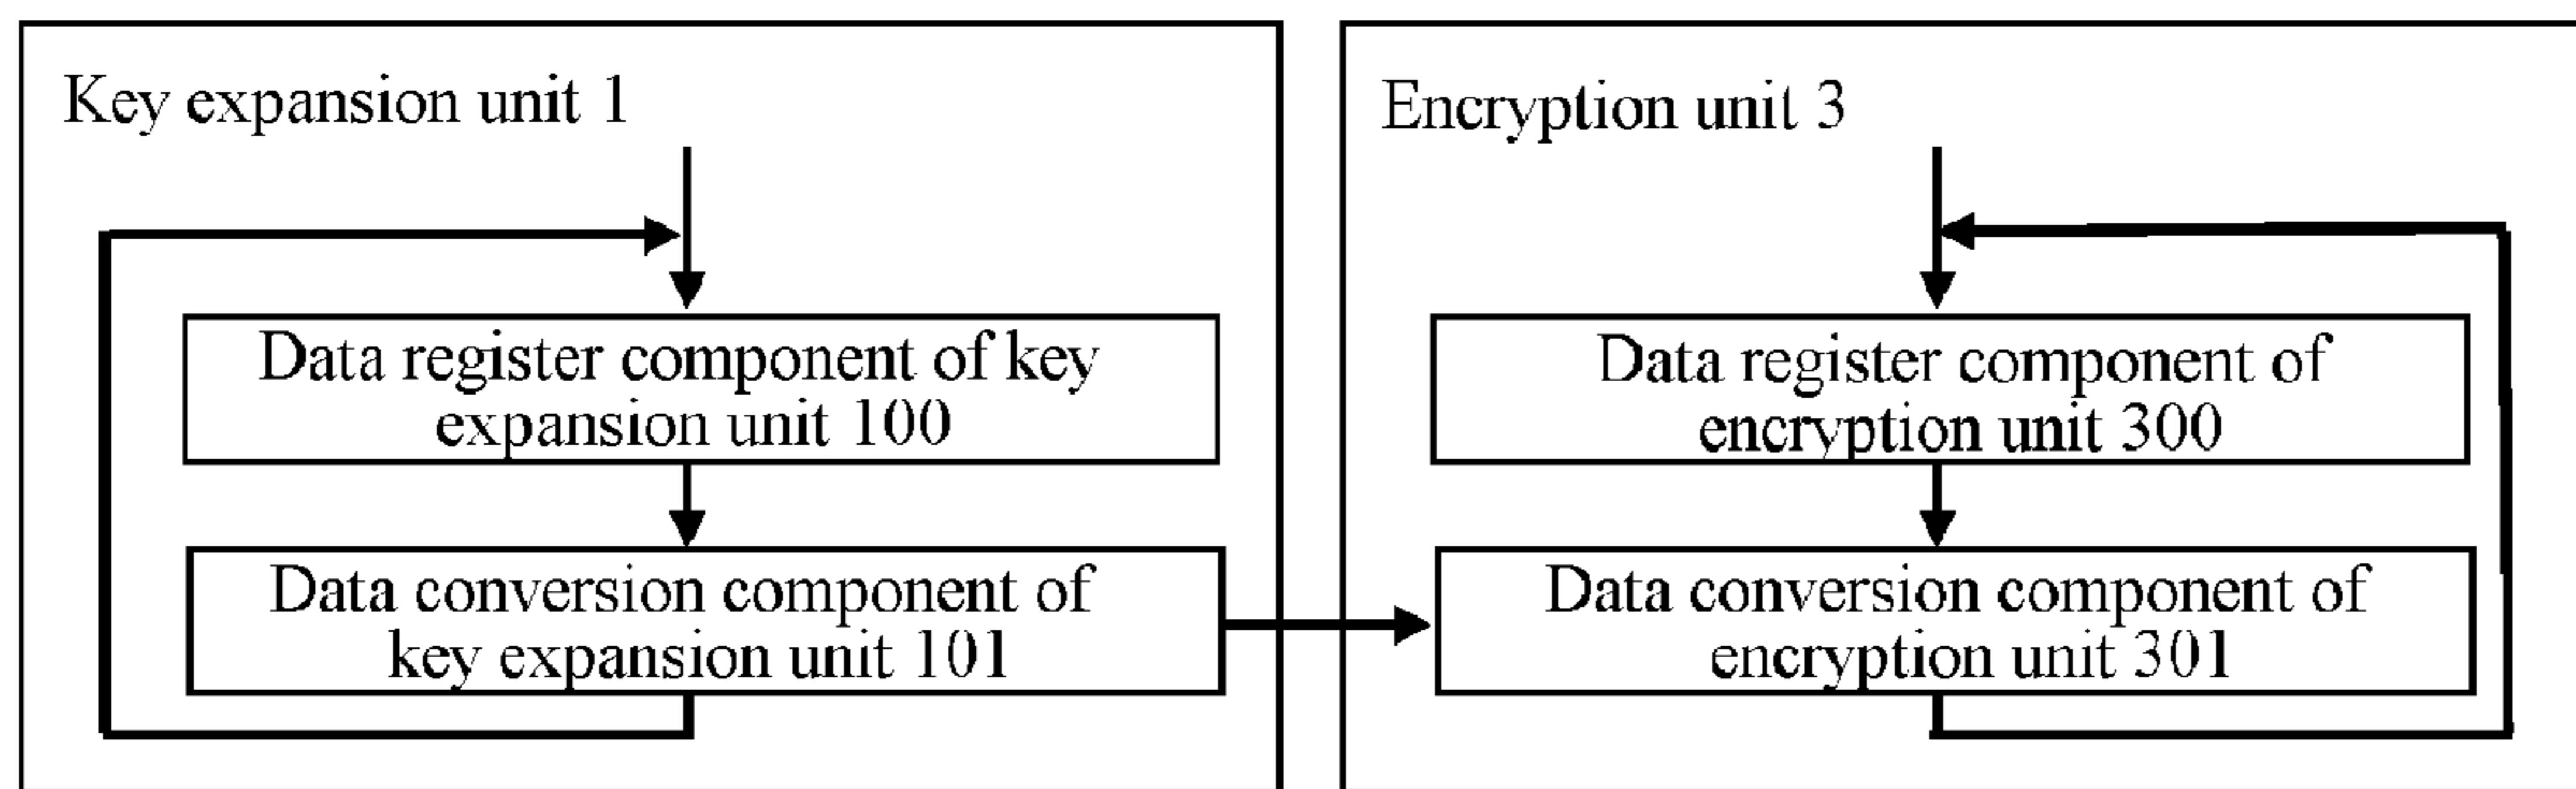 Key expansion unit 1
Data register component of key
expansion unit 100
Data conversion component of
key expansion unit 101
Encryption unit 3
Data register component of
encryption unit 300
Data conversion component of
encryption unit 301